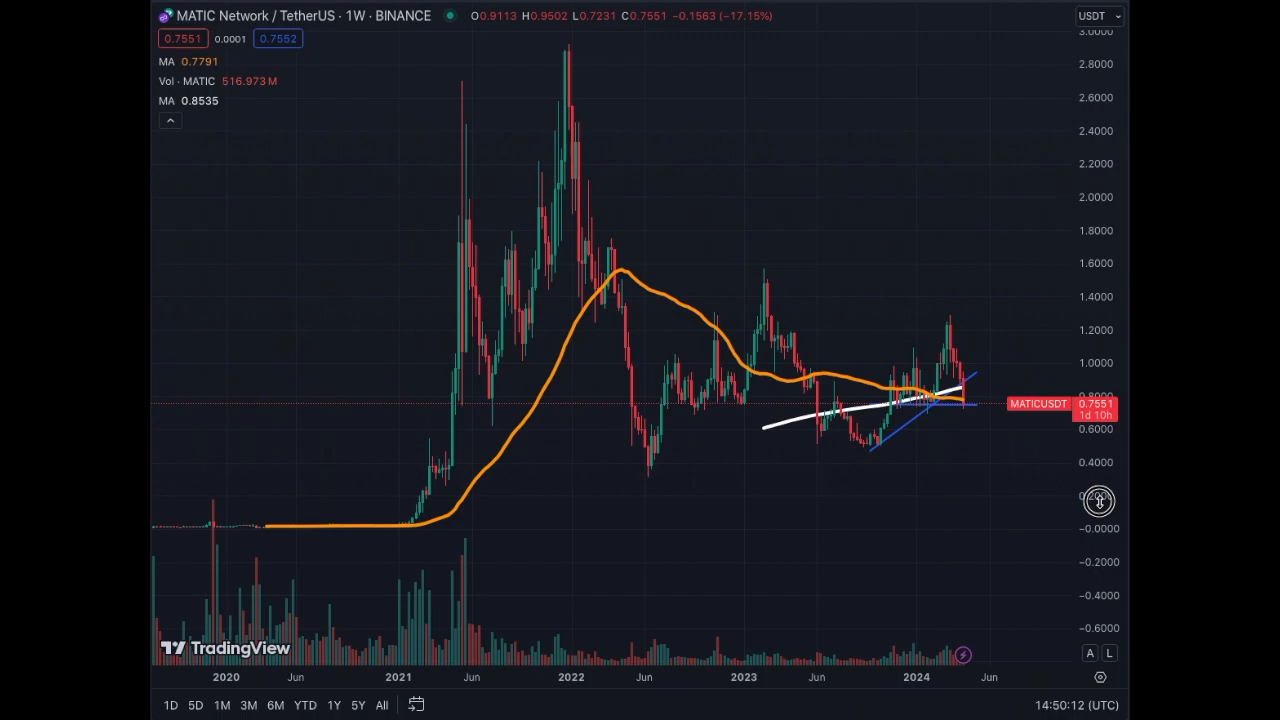 MATIC Network / TetherUS · 1W · BINANCE O0.9113 H0.9502 L0.7231 C0.7551 −0.1563 (−17.15%)
USDT
0.7551 0.0001 0.7552
MA 0.7791
Vol · MATIC 516.973 M
MA 0.8535
3.0000
2.8000
2.6000
2.4000
2.2000
2.0000
1.8000
1.6000
1.4000
1.2000
1.0000
0.8000
MATICUSDT 0.7551
1d 10h
0.6000
0.4000
0.2000
−0.0000
−0.2000
−0.4000
−0.6000
TradingView
A L
2020 Jun 2021 Jun 2022 Jun 2023 Jun 2024 Jun
1D 5D 1M 3M 6M YTD 1Y 5Y All
14:50:12 (UTC)